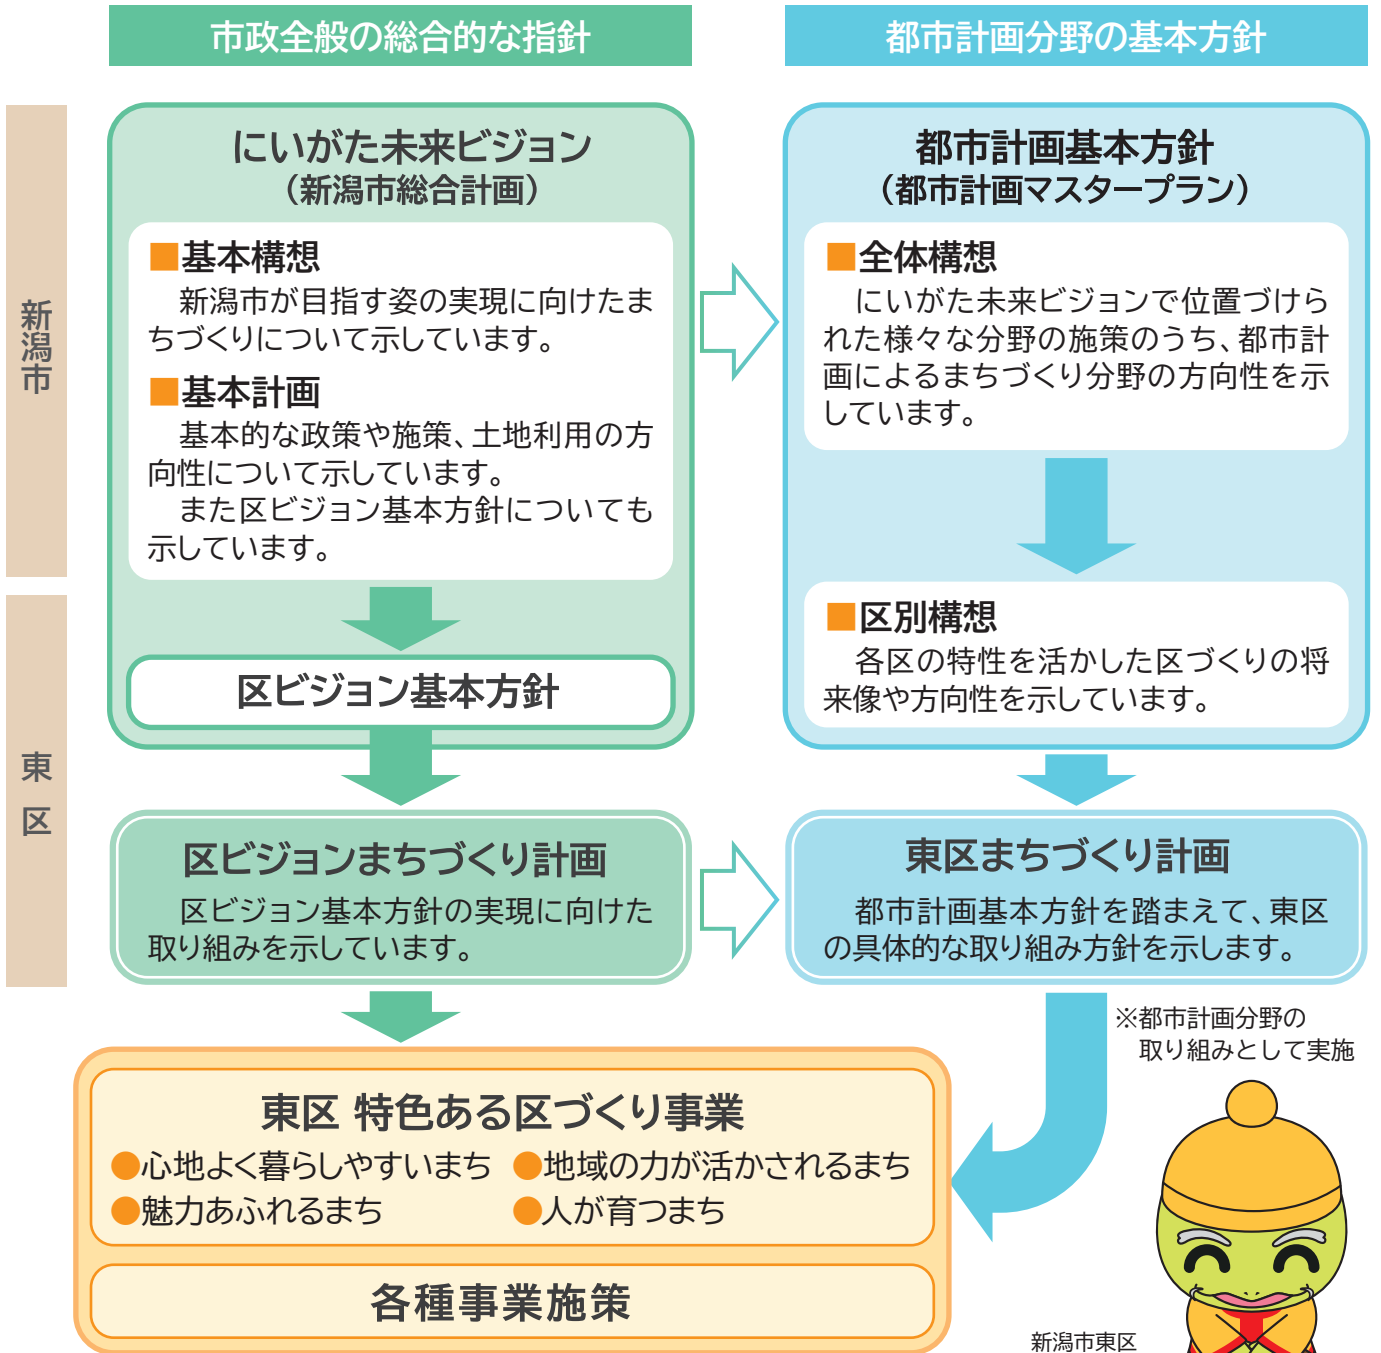 市政全般の総合的な指針
都市計画分野の基本方針
新潟市
東区
にいがた未来ビジョン
（新潟市総合計画）
■基本構想
新潟市が目指す姿の実現に向けたま
ちづくりについて示しています。
■基本計画
基本的な政策や施策、土地利用の方
向性について示しています。
また区ビジョン基本方針についても
示しています。
区ビジョン基本方針
都市計画基本方針
（都市計画マスタープラン）
■全体構想
にいがた未来ビジョンで位置づけら
れた様々な分野の施策のうち、都市計
画によるまちづくり分野の方向性を示
しています。
■区別構想
各区の特性を活かした区づくりの将
来像や方向性を示しています。
区ビジョンまちづくり計画
区ビジョン基本方針の実現に向けた
取り組みを示しています。
東区まちづくり計画
都市計画基本方針を踏まえて、東区
の具体的な取り組み方針を示します。
※都市計画分野の
取り組みとして実施
東区 特色ある区づくり事業
●心地よく暮らしやすいまち ●地域の力が活かされるまち
●魅力あふれるまち ●人が育つまち
各種事業施策
新潟市東区